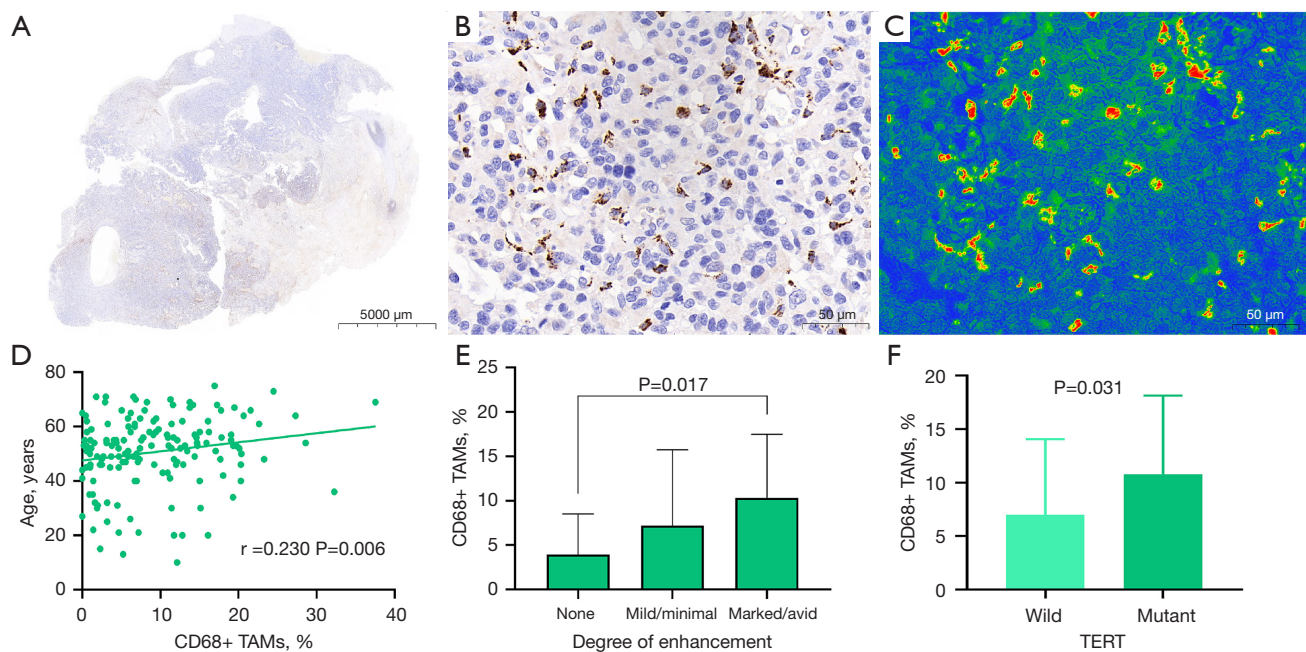 A
5000 µm
B
50 µm
C
50 µm
D
80
60
40
20
0
Age, years
r =0.230 P=0.006
0
10
20
30
40
CD68+ TAMs, %
E
25
20
15
10
5
0
CD68+ TAMs, %
P=0.017
None
Mild/minimal
Marked/avid
Degree of enhancement
F
20
15
10
5
0
CD68+ TAMs, %
P=0.031
Wild
Mutant
TERT